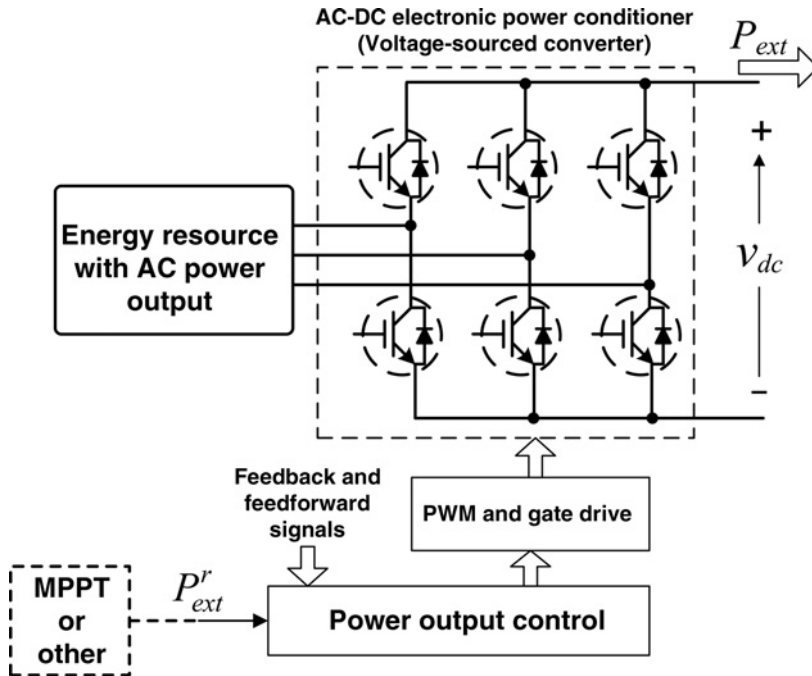 AC-DC electronic power conditioner
(Voltage-sourced converter)
P_ext
+
Energy resource
with AC power
output
v_dc
–
Feedback and
feedforward
signals
PWM and gate drive
MPPT
or
other
P^r_ext
Power output control